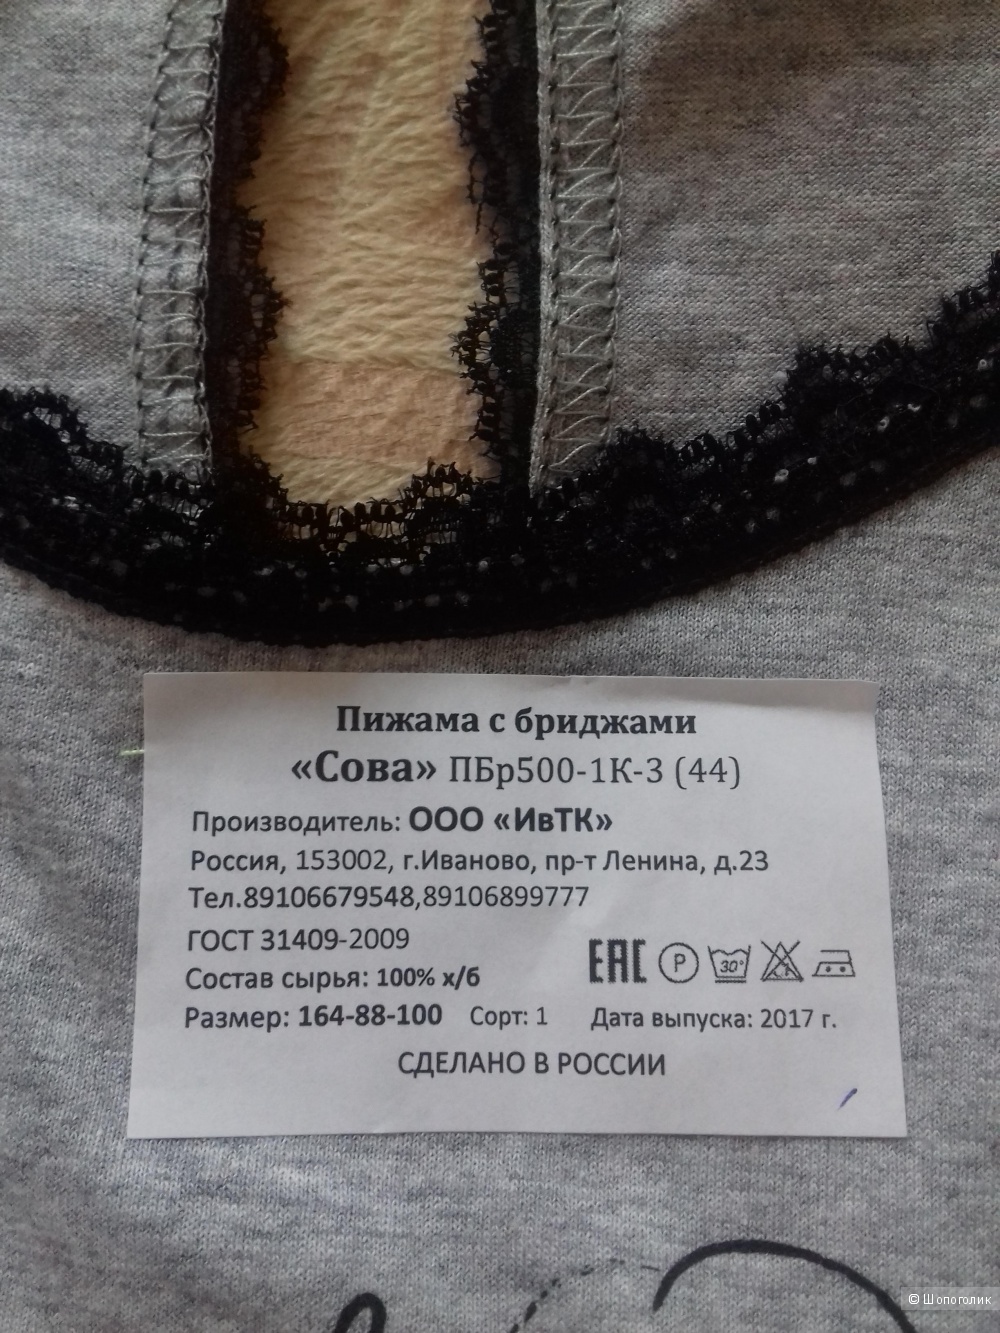 Пижама с бриджами
«Сова» ПБр500-1К-3 (44)
Производитель: ООО «ИвТК»
Россия, 153002, г.Иваново, пр-т Ленина, д.23
Тел.89106679548,89106899777
ГОСТ 31409-2009
EAC P 30°
Состав сырья: 100% х/б
Размер: 164-88-100 Сорт: 1 Дата выпуска: 2017 г.
СДЕЛАНО В РОССИИ
© Шопоголик